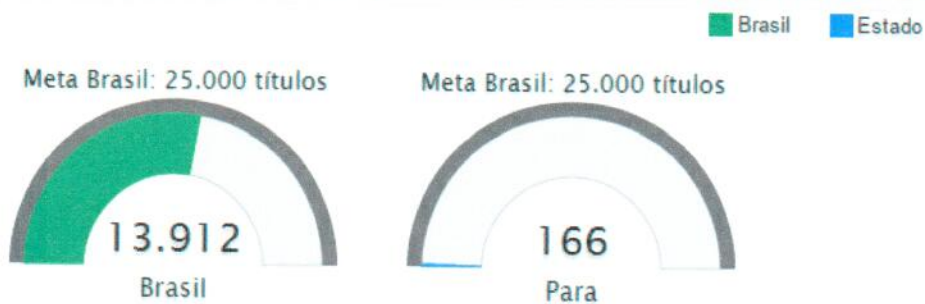 Brasil Estado
Meta Brasil: 25.000 títulos
Meta Brasil: 25.000 títulos
13.912
166
Brasil
Para